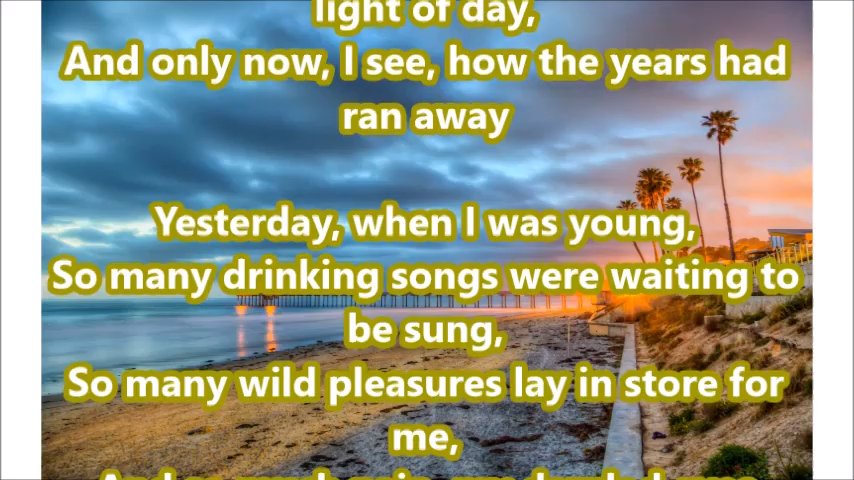 light of day,
And only now, I see, how the years had
ran away
Yesterday, when I was young,
So many drinking songs were waiting to
be sung,
So many wild pleasures lay in store for
me,